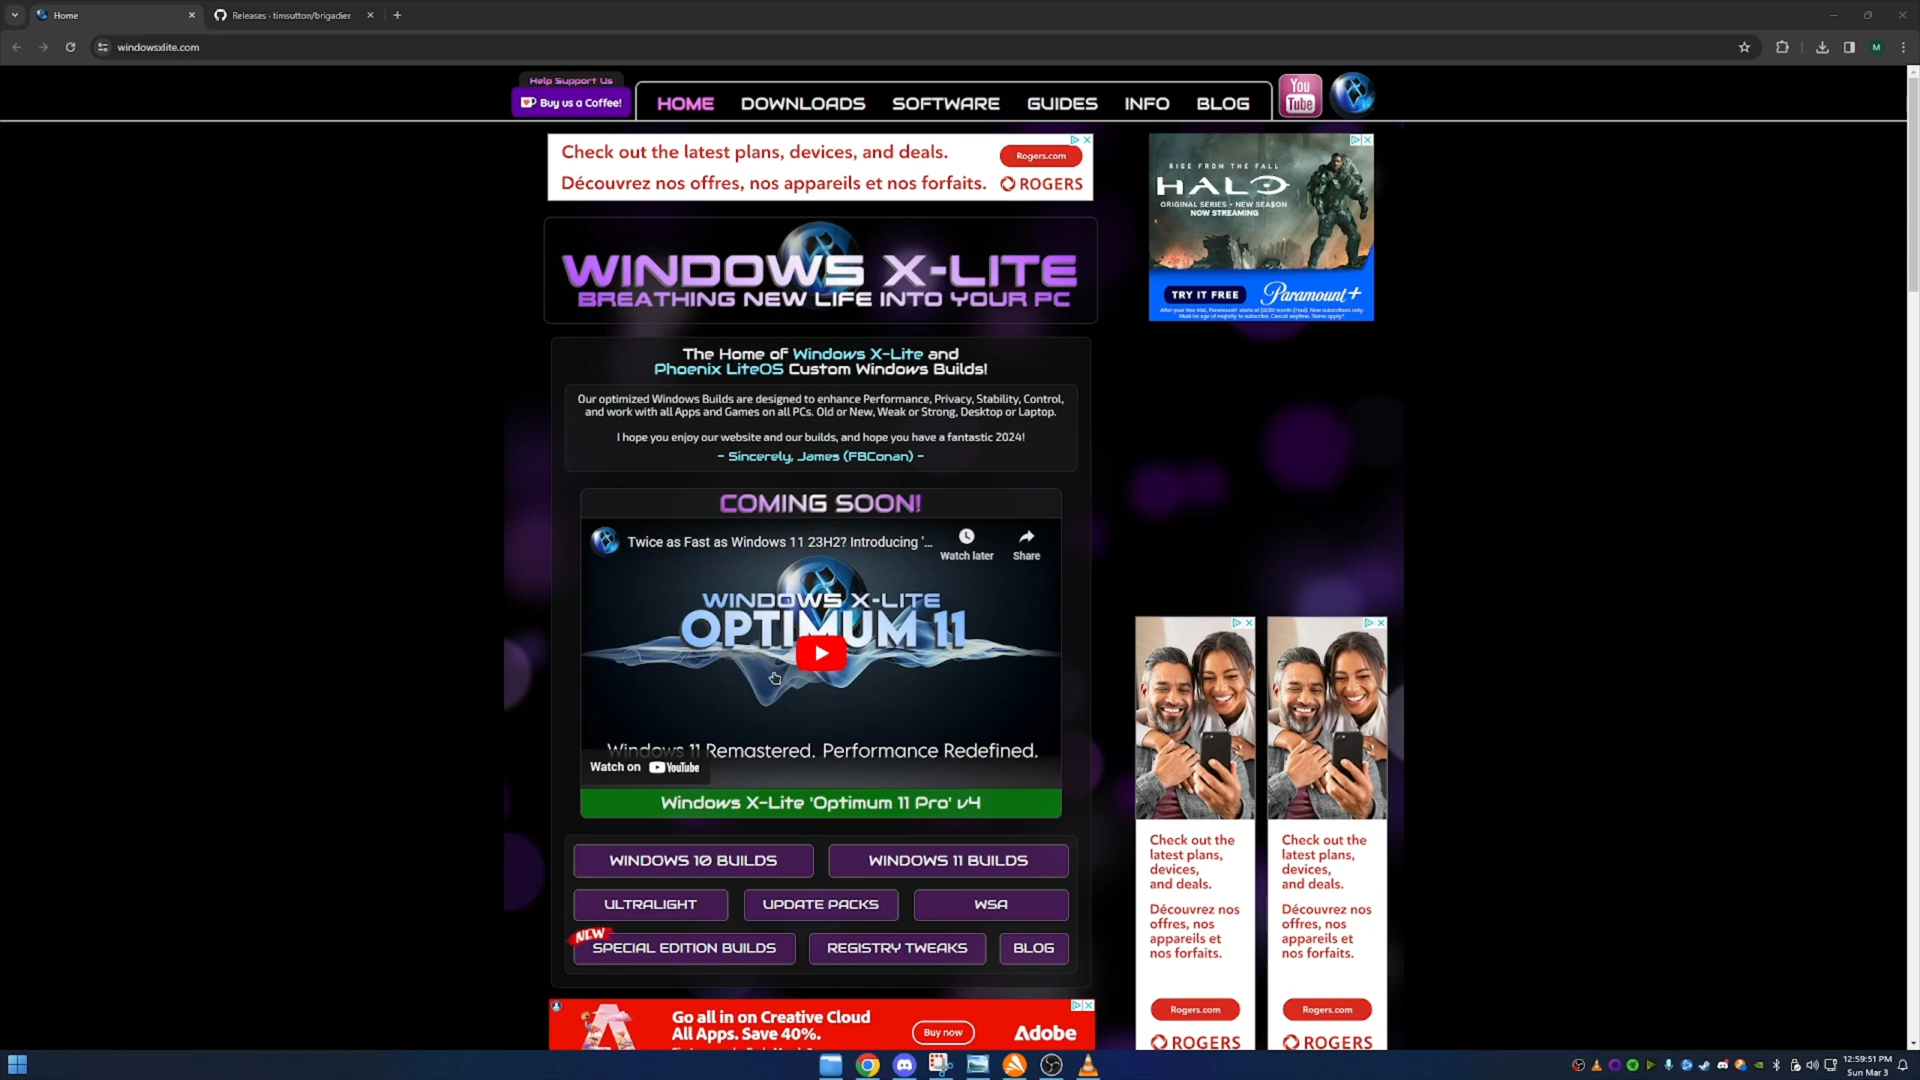 Home
Releases · timsutton/brigadier
windowsxlite.com
M
Help Support Us
Buy us a Coffee!
HOME
DOWNLOADS
SOFTWARE
GUIDES
INFO
BLOG
You
Tube
Check out the latest plans, devices, and deals.
Rogers.com
Découvrez nos offres, nos appareils et nos forfaits.
ROGERS
RISE FROM THE FALL
HALO
ORIGINAL SERIES • NEW SEASON
NOW STREAMING
TRY IT FREE
Paramount+
WINDOWS X-LITE
BREATHING NEW LIFE INTO YOUR PC
The Home of Windows X-Lite and
Phoenix LiteOS Custom Windows Builds!
Our optimized Windows Builds are designed to enhance Performance, Privacy, Stability, Control,
and work with all Apps and Games on all PCs. Old or New, Weak or Strong, Desktop or Laptop.
I hope you enjoy our website and our builds, and hope you have a fantastic 2024!
- Sincerely, James (FBConan) -
COMING SOON!
Twice as Fast as Windows 11 23H2? Introducing '...
Watch later
Share
WINDOWS X-LITE
OPTIMUM 11
Windows 11 Remastered. Performance Redefined.
Watch on YouTube
Windows X-Lite 'Optimum 11 Pro' v4
WINDOWS 10 BUILDS
WINDOWS 11 BUILDS
ULTRALIGHT
UPDATE PACKS
WSA
NEW
SPECIAL EDITION BUILDS
REGISTRY TWEAKS
BLOG
Go all in on Creative Cloud
All Apps. Save 40%.
Buy now
Adobe
Check out the
latest plans,
devices,
and deals.
Découvrez nos
offres, nos
appareils et
nos forfaits.
Rogers.com
ROGERS
Check out the
latest plans,
devices,
and deals.
Découvrez nos
offres, nos
appareils et
nos forfaits.
Rogers.com
ROGERS
12:59:51 PM
Sun Mar 3